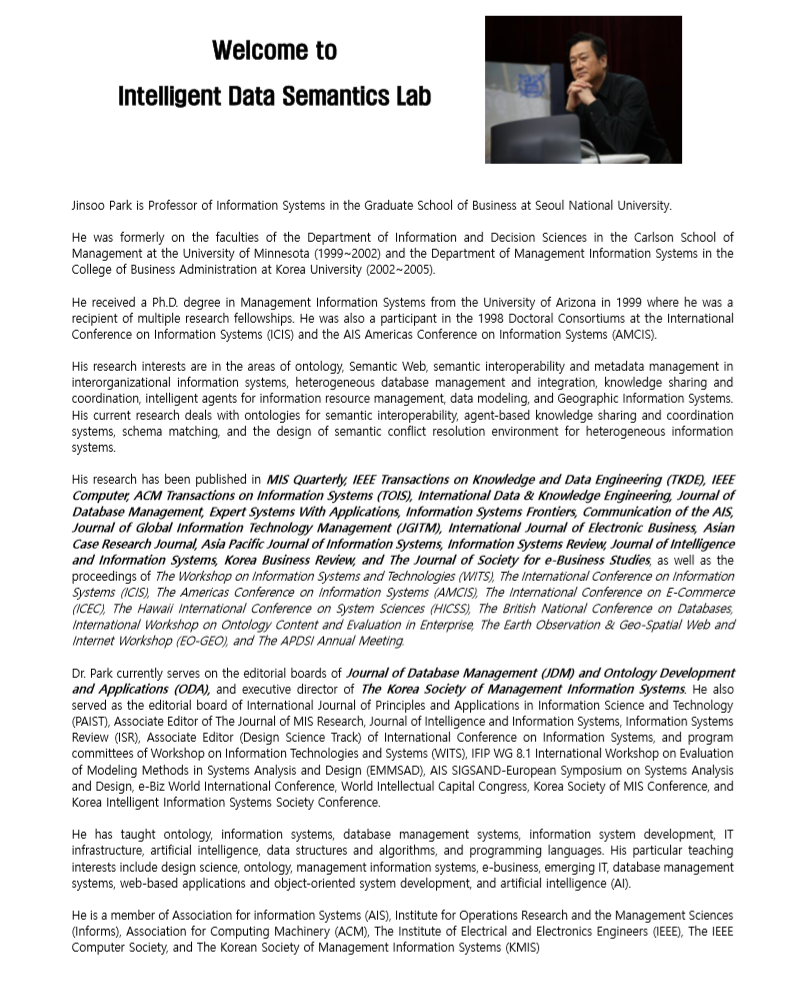 Welcome to
Intelligent Data Semantics Lab
Jinsoo Park is Professor of Information Systems in the Graduate School of Business at Seoul National University.
He was formerly on the faculties of the Department of Information and Decision Sciences in the Carlson School of
Management at the University of Minnesota (1999~2002) and the Department of Management Information Systems in the
College of Business Administration at Korea University (2002~2005).
He received a Ph.D. degree in Management Information Systems from the University of Arizona in 1999 where he was a
recipient of multiple research fellowships. He was also a participant in the 1998 Doctoral Consortiums at the International
Conference on Information Systems (ICIS) and the AIS Americas Conference on Information Systems (AMCIS).
His research interests are in the areas of ontology, Semantic Web, semantic interoperability and metadata management in
interorganizational information systems, heterogeneous database management and integration, knowledge sharing and
coordination, intelligent agents for information resource management, data modeling, and Geographic Information Systems.
His current research deals with ontologies for semantic interoperability, agent-based knowledge sharing and coordination
systems, schema matching, and the design of semantic conflict resolution environment for heterogeneous information
systems.
His research has been published in MIS Quarterly, IEEE Transactions on Knowledge and Data Engineering (TKDE), IEEE
Computer, ACM Transactions on Information Systems (TOIS), International Data & Knowledge Engineering, Journal of
Database Management, Expert Systems With Applications, Information Systems Frontiers, Communication of the AIS,
Journal of Global Information Technology Management (JGITM), International Journal of Electronic Business, Asian
Case Research Journal, Asia Pacific Journal of Information Systems, Information Systems Review, Journal of Intelligence
and Information Systems, Korea Business Review, and The Journal of Society for e-Business Studies, as well as the
proceedings of The Workshop on Information Systems and Technologies (WITS), The International Conference on Information
Systems (ICIS), The Americas Conference on Information Systems (AMCIS), The International Conference on E-Commerce
(ICEC), The Hawaii International Conference on System Sciences (HICSS), The British National Conference on Databases,
International Workshop on Ontology Content and Evaluation in Enterprise, The Earth Observation & Geo-Spatial Web and
Internet Workshop (EO-GEO), and The APDSI Annual Meeting.
Dr. Park currently serves on the editorial boards of Journal of Database Management (JDM) and Ontology Development
and Applications (ODA), and executive director of The Korea Society of Management Information Systems. He also
served as the editorial board of International Journal of Principles and Applications in Information Science and Technology
(PAIST), Associate Editor of The Journal of MIS Research, Journal of Intelligence and Information Systems, Information Systems
Review (ISR), Associate Editor (Design Science Track) of International Conference on Information Systems, and program
committees of Workshop on Information Technologies and Systems (WITS), IFIP WG 8.1 International Workshop on Evaluation
of Modeling Methods in Systems Analysis and Design (EMMSAD), AIS SIGSAND-European Symposium on Systems Analysis
and Design, e-Biz World International Conference, World Intellectual Capital Congress, Korea Society of MIS Conference, and
Korea Intelligent Information Systems Society Conference.
He has taught ontology, information systems, database management systems, information system development, IT
infrastructure, artificial intelligence, data structures and algorithms, and programming languages. His particular teaching
interests include design science, ontology, management information systems, e-business, emerging IT, database management
systems, web-based applications and object-oriented system development, and artificial intelligence (AI).
He is a member of Association for information Systems (AIS), Institute for Operations Research and the Management Sciences
(Informs), Association for Computing Machinery (ACM), The Institute of Electrical and Electronics Engineers (IEEE), The IEEE
Computer Society, and The Korean Society of Management Information Systems (KMIS)